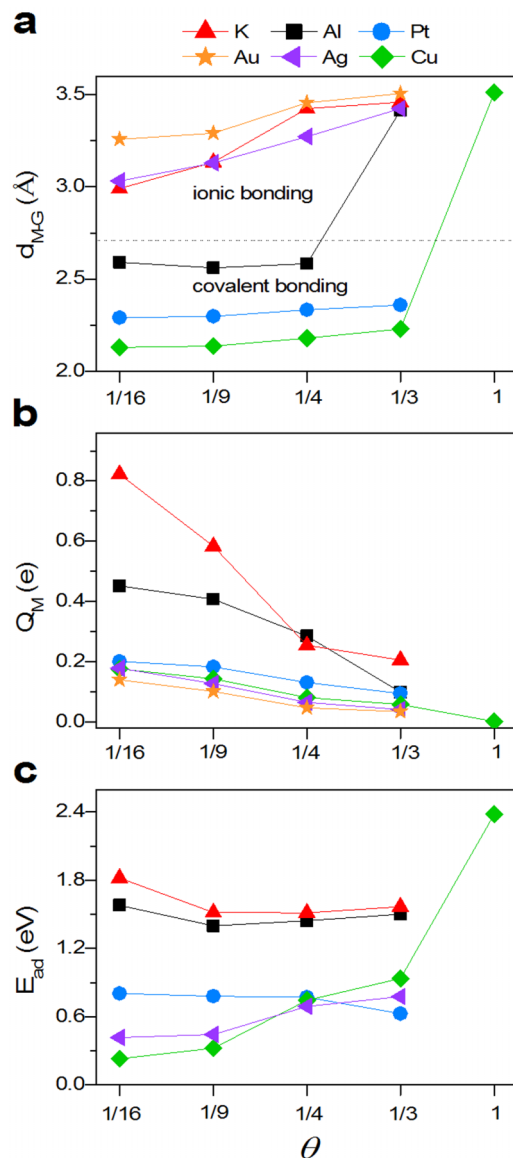 a
K Al Pt
Au Ag Cu
3.5
3.0
2.5
2.0
d_M-G (Å)
ionic bonding
covalent bonding
1/16 1/9 1/4 1/3 1
b
0.8
0.6
0.4
0.2
0.0
Q_M (e)
1/16 1/9 1/4 1/3 1
c
2.4
1.8
1.2
0.6
0.0
E_ad (eV)
1/16 1/9 1/4 1/3 1
θ